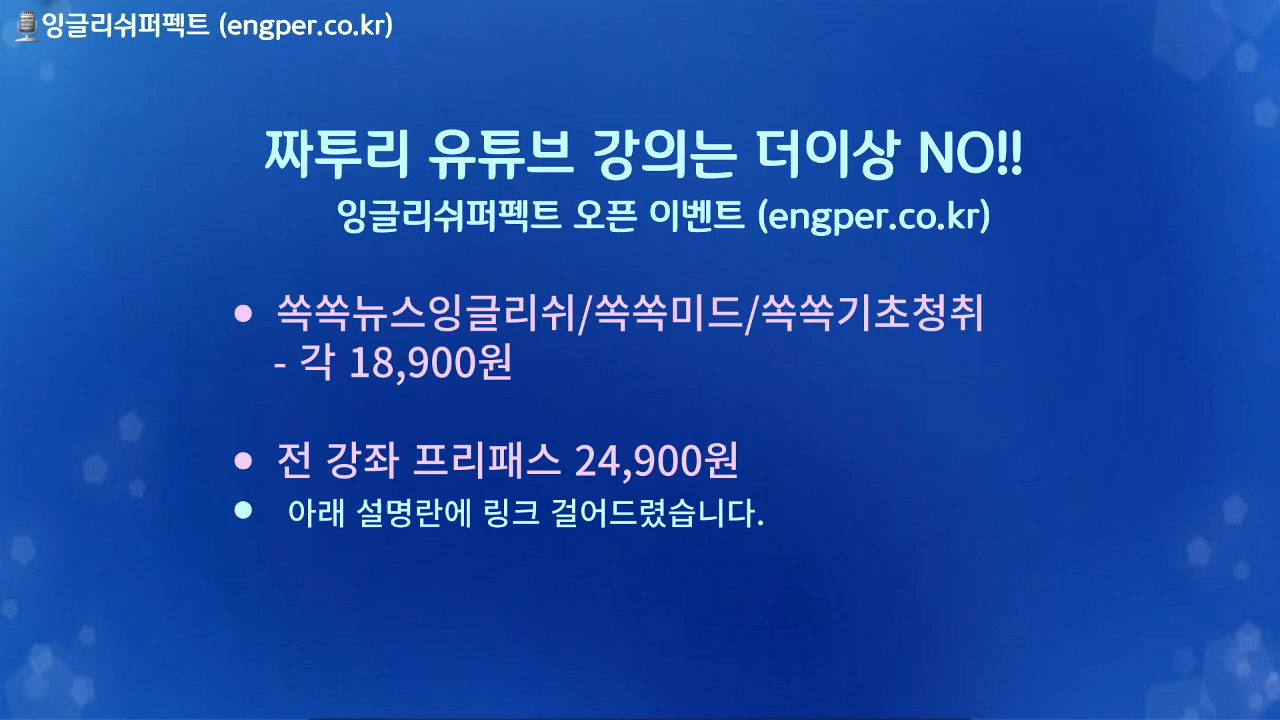 잉글리쉬퍼펙트 (engper.co.kr)
짜투리 유튜브 강의는 더이상 NO!!
잉글리쉬퍼펙트 오픈 이벤트 (engper.co.kr)
● 쏙쏙뉴스잉글리쉬/쏙쏙미드/쏙쏙기초청취
- 각 18,900원
● 전 강좌 프리패스 24,900원
● 아래 설명란에 링크 걸어드렸습니다.